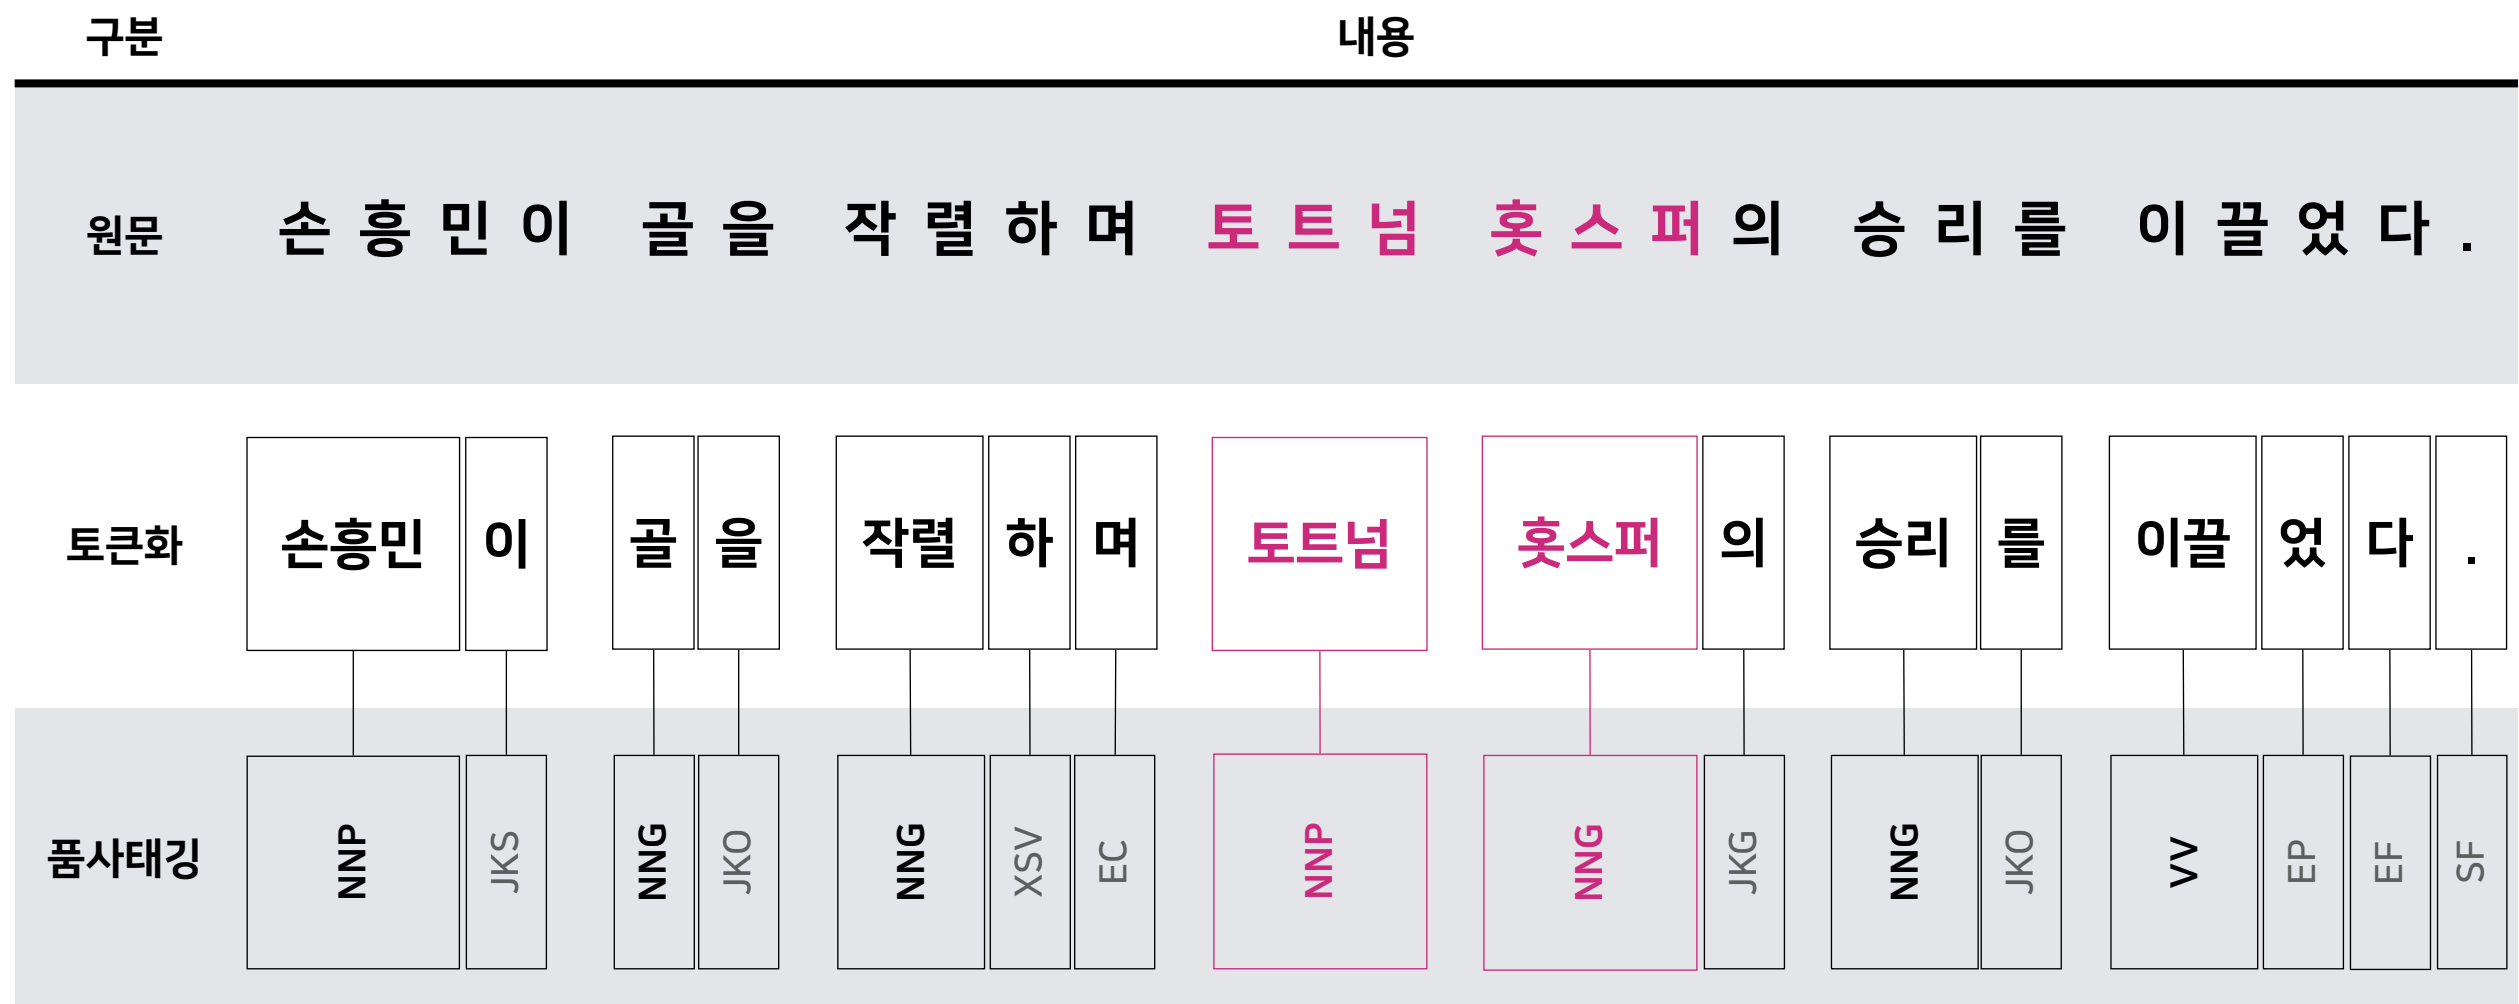 구분 내용
원문 손흥민이 골을 작렬하며 토트넘 홋스퍼의 승리를 이끌었다.
토큰화 손흥민 이 골 을 작렬 하 며 토트넘 홋스퍼 의 승리 를 이끌 었 다 .
품사태깅 NNP JKS NNG JKO NNG XSV EC NNP NNG JKG NNG JKO VV EP EF SF